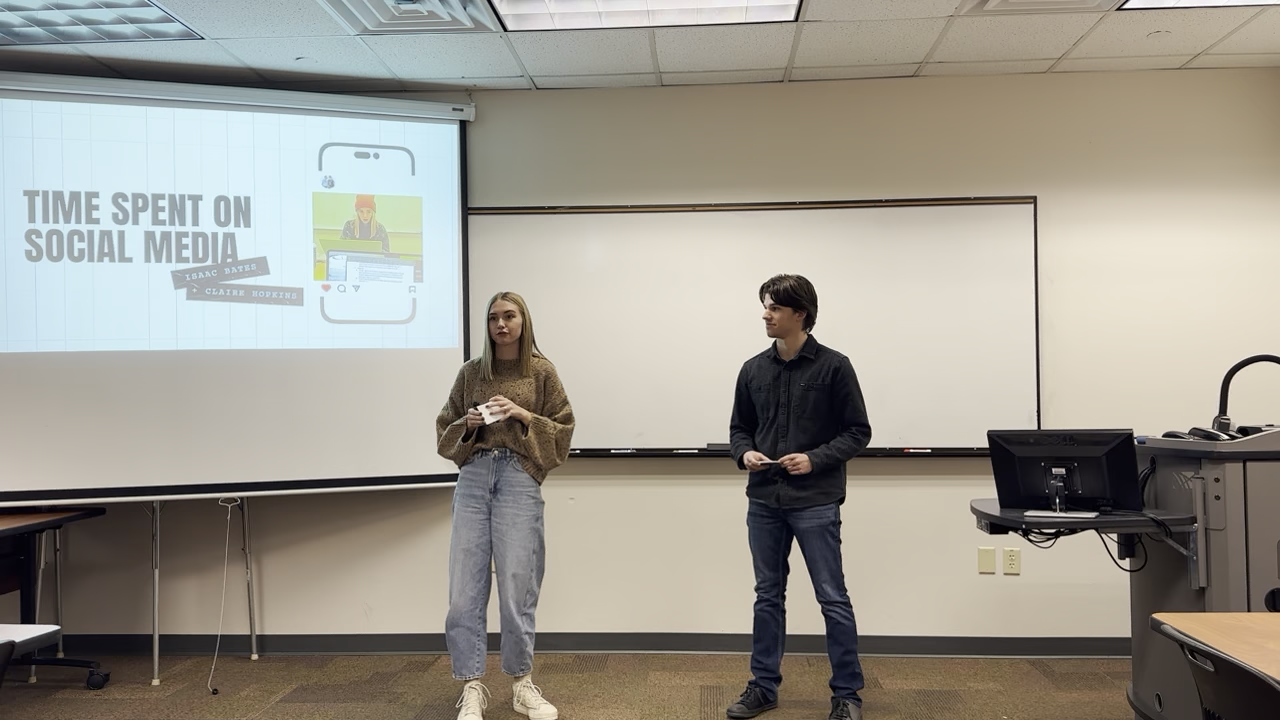 TIME SPENT ON
SOCIAL MEDIA
ISAAC BATES
+ CLAIRE HOPKINS